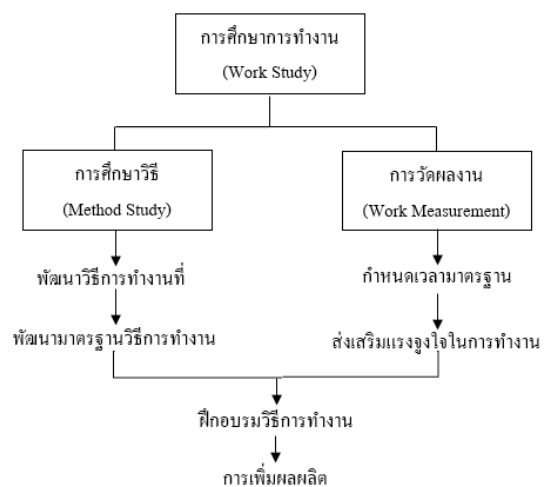 การศึกษาการทำงาน
(Work Study)
การศึกษาวิธี
(Method Study)
การวัดผลงาน
(Work Measurement)
พัฒนาวิธีการทำงานที่
กำหนดเวลามาตรฐาน
พัฒนามาตรฐานวิธีการทำงาน
ส่งเสริมแรงจูงใจในการทำงาน
ฝึกอบรมวิธีการทำงาน
การเพิ่มผลผลิต